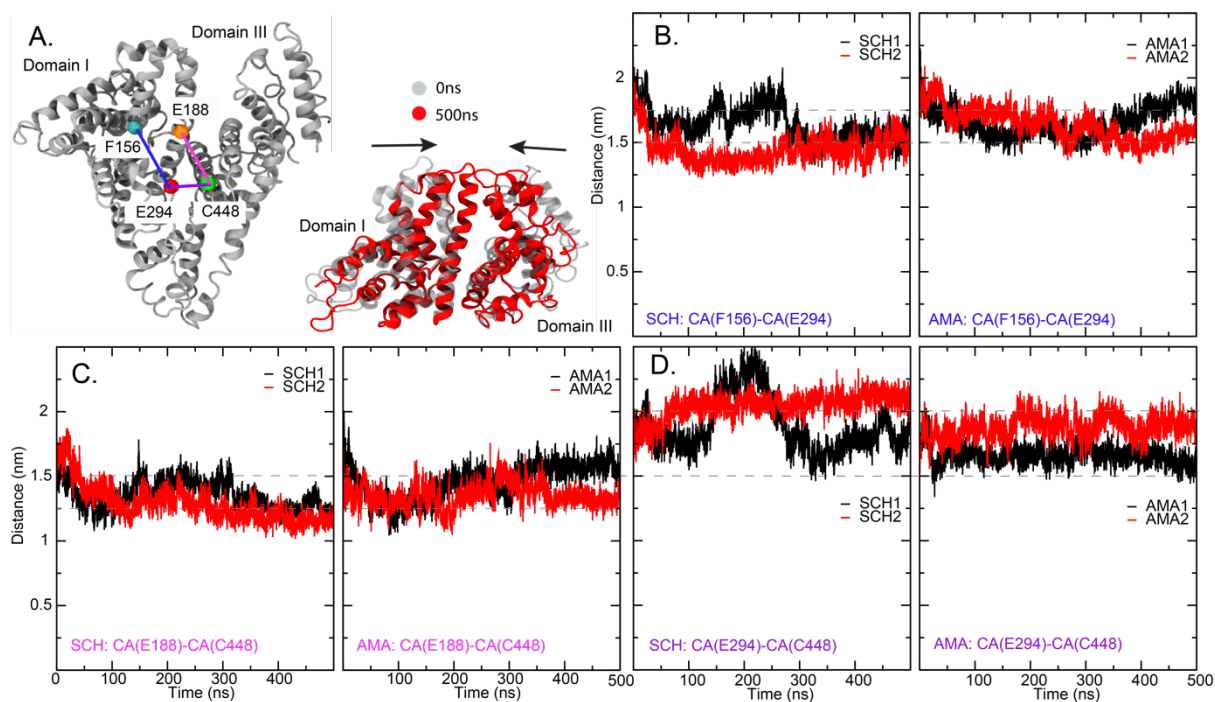 A.
Domain III
Domain I
E188
F156
E294
C448
0ns
500ns
Domain I
Domain III
B.
SCH1
SCH2
AMA1
AMA2
2
1.5
1
0.5
Distance (nm)
SCH: CA(F156)-CA(E294)
AMA: CA(F156)-CA(E294)
C.
SCH1
SCH2
AMA1
AMA2
2
1.5
1
0.5
Distance (nm)
SCH: CA(E188)-CA(C448)
AMA: CA(E188)-CA(C448)
0 100 200 300 400
0 100 200 300 400 500
Time (ns)
Time (ns)
D.
SCH1
SCH2
AMA1
AMA2
SCH: CA(E294)-CA(C448)
AMA: CA(E294)-CA(C448)
100 200 300 400
0 100 200 300 400 500
Time (ns)
Time (ns)